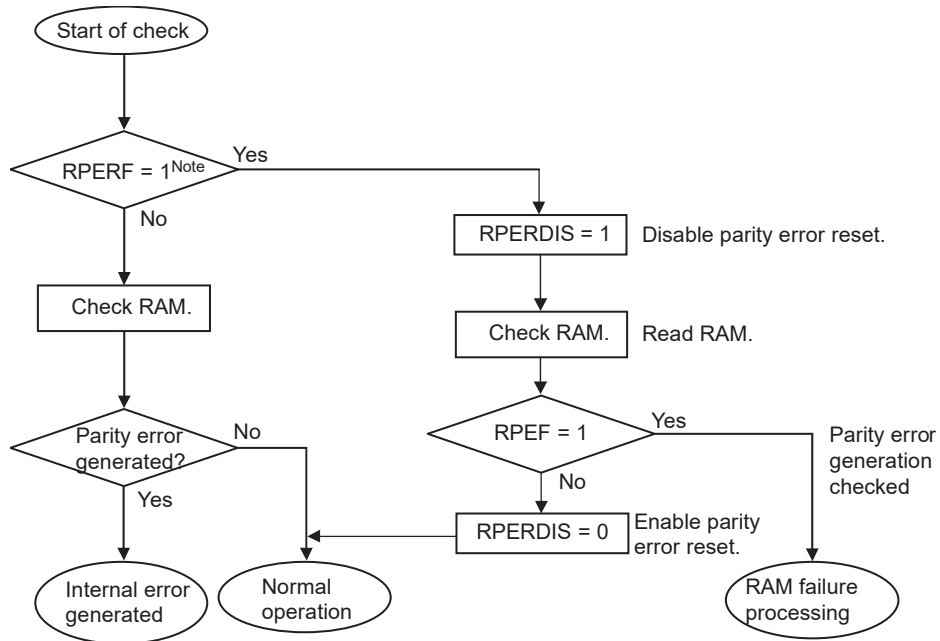 Start of check
RPERF = 1Note
Yes
No
RPERDIS = 1
Disable parity error reset.
Check RAM.
Check RAM.
Read RAM.
Parity error
generated?
No
Yes
RPEF = 1
Yes
No
Parity error
generation
checked
RPERDIS = 0
Enable parity
error reset.
Internal error
generated
Normal
operation
RAM failure
processing